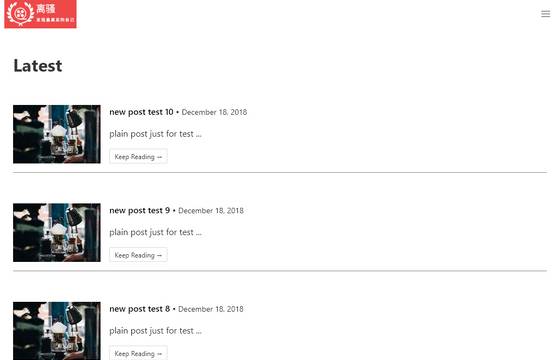 离骚
Latest
new post test 10 • December 18, 2018
plain post just for test ...
Keep Reading →
new post test 9 • December 18, 2018
plain post just for test ...
Keep Reading →
new post test 8 • December 18, 2018
plain post just for test ...
Keep Reading →